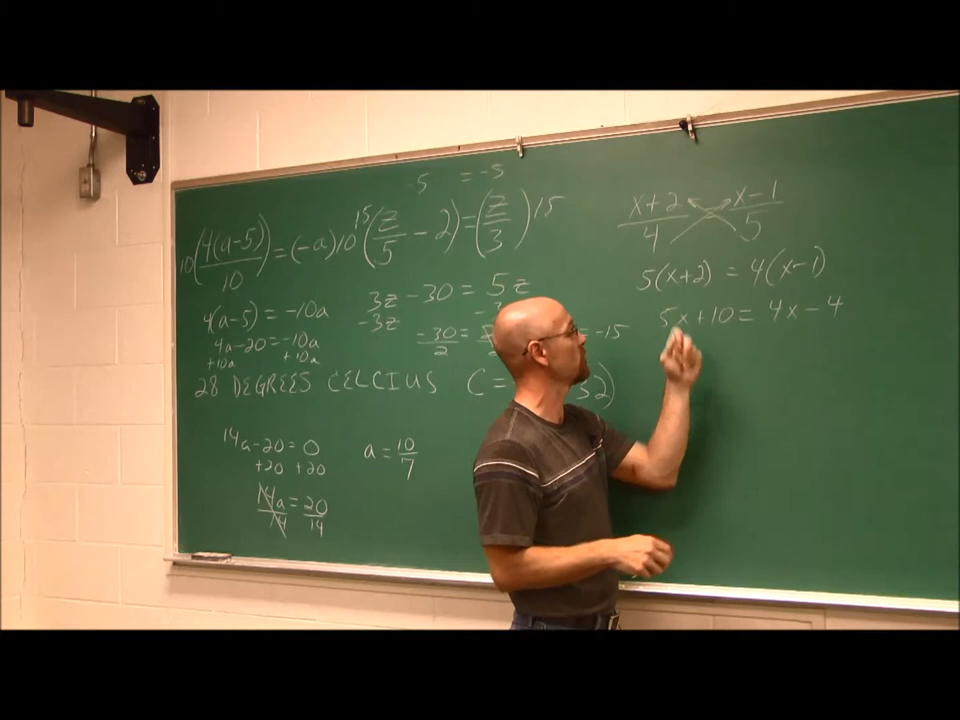 5 = -5
10(4(a-5)/10) = (-a)10
4(a-5) = -10a
4a-20 = -10a
+10a +10a
28 DEGREES CELCIUS
14a-20 = 0
+20 +20
14a/14 = 20/14
a = 10/7
15(z/5 - 2) = (z/3)15
3z - 30 = 5z
-3z -3
-30/2 = -15
C = 32)
x+2/4 x-1/5
5(x+2) = 4(x-1)
5x+10 = 4x-4